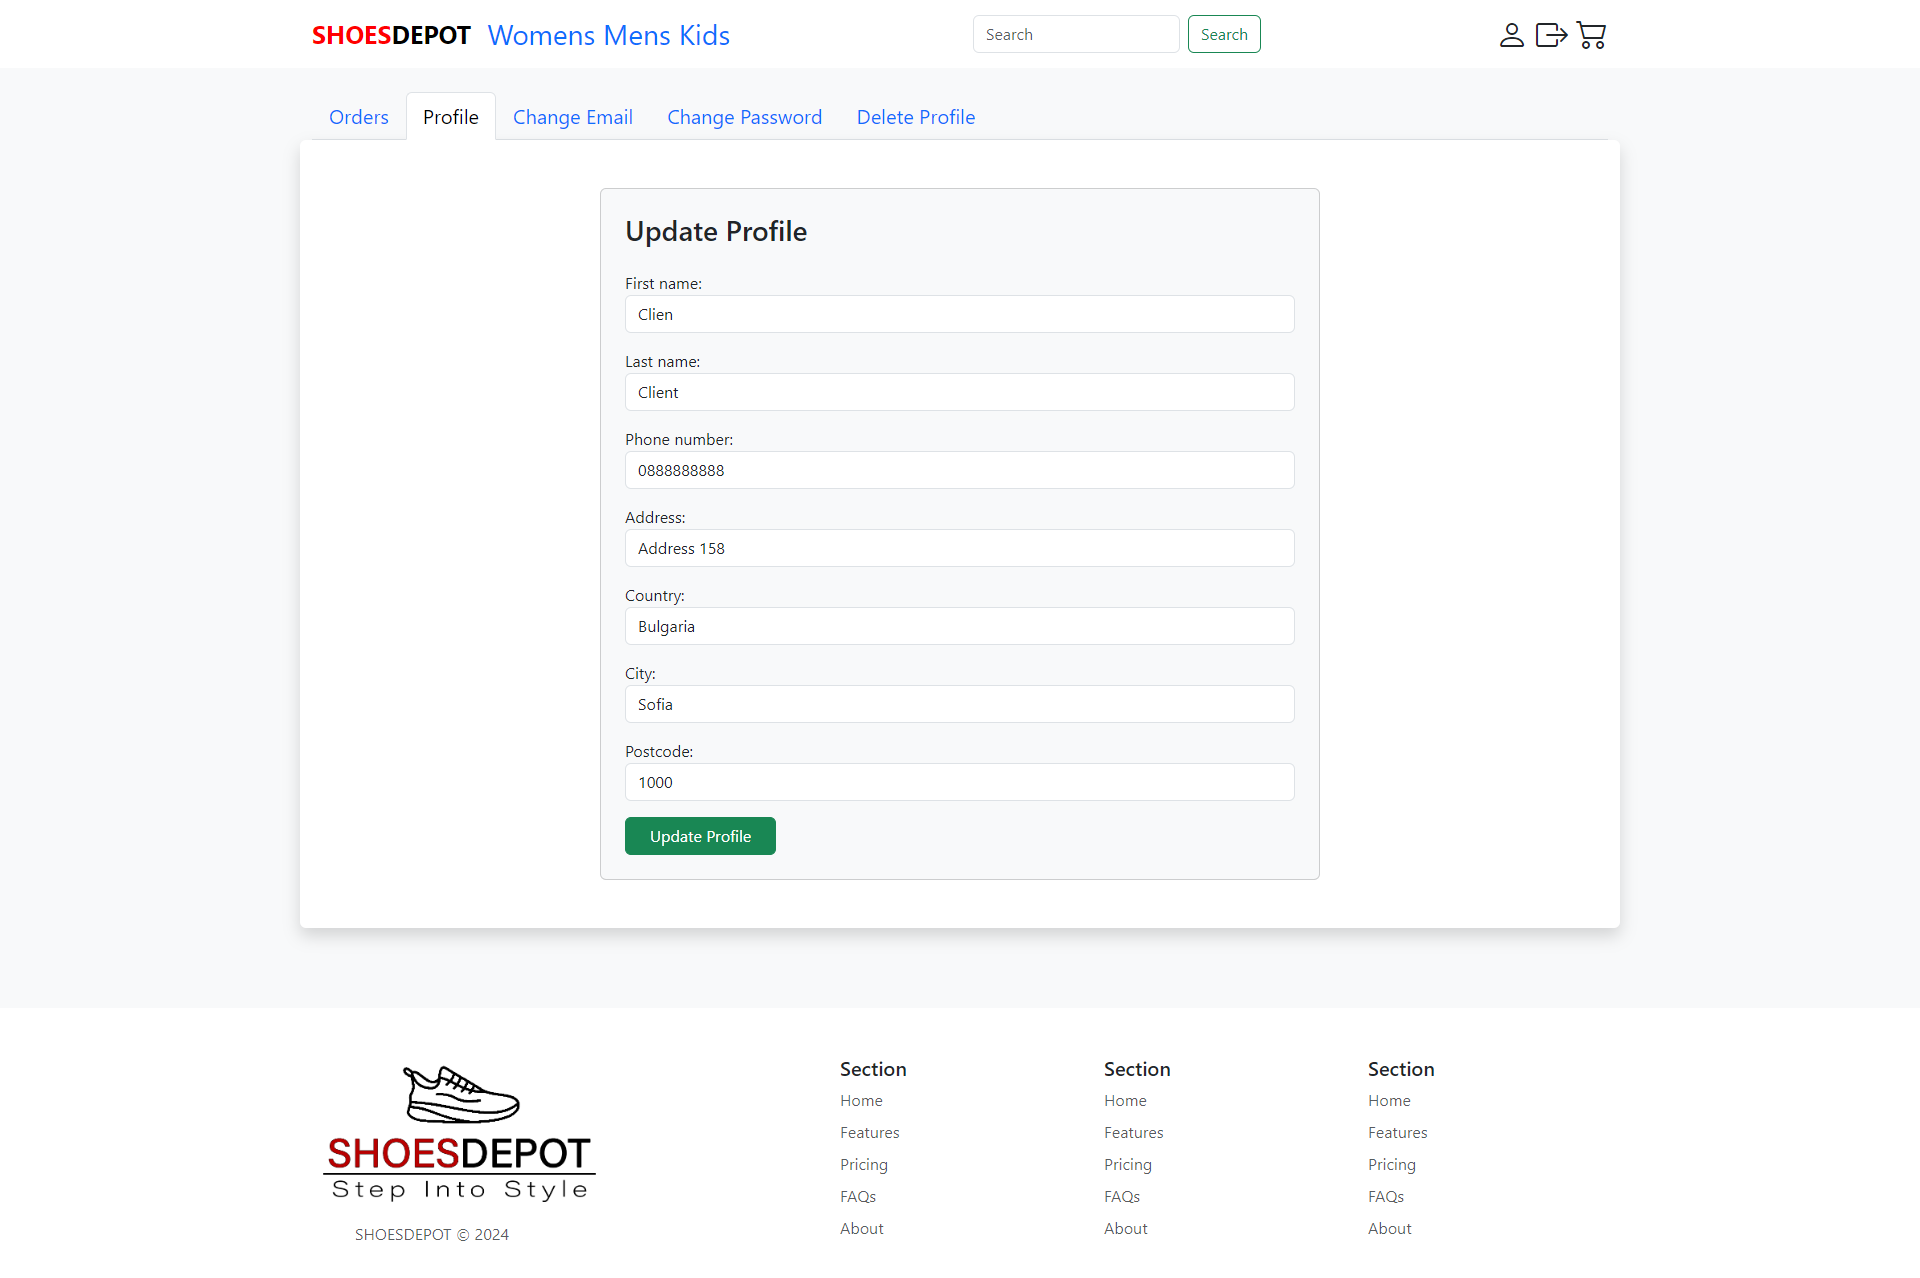 SHOESDEPOT Womens Mens Kids Search Search
Orders Profile Change Email Change Password Delete Profile
Update Profile
First name:
Clien
Last name:
Client
Phone number:
0888888888
Address:
Address 158
Country:
Bulgaria
City:
Sofia
Postcode:
1000
Update Profile
SHOESDEPOT
Step Into Style
SHOESDEPOT © 2024
Section
Home
Features
Pricing
FAQs
About
Section
Home
Features
Pricing
FAQs
About
Section
Home
Features
Pricing
FAQs
About